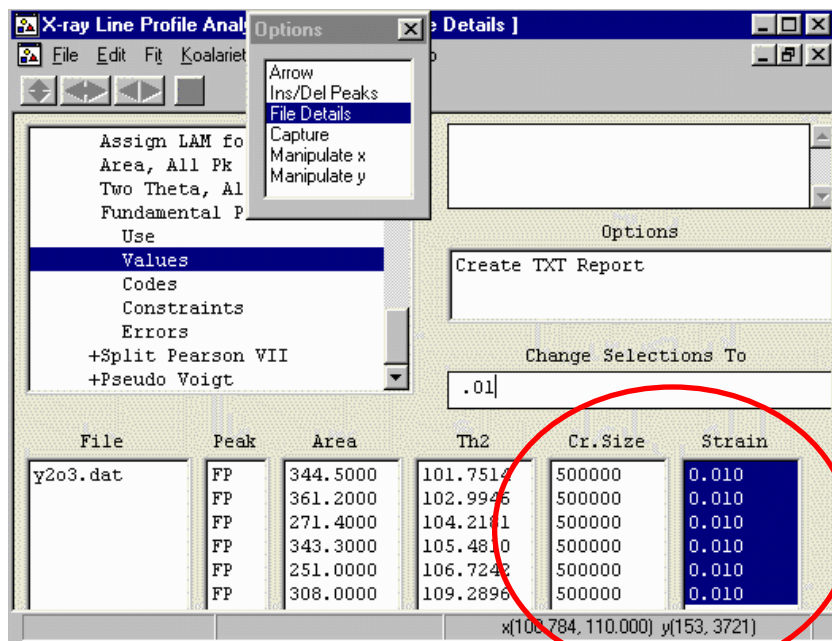 X-ray Line Profile Anal
Options
e Details ]
File Edit Fit Koalariet
p
Arrow
Ins/Del Peaks
File Details
Capture
Manipulate x
Manipulate y
Assign LAM fo
Area, All Pk
Two Theta, Al
Fundamental P
Use
Values
Codes
Constraints
Errors
+Split Pearson VII
+Pseudo Voigt
Options
Create TXT Report
Change Selections To
.01
File Peak Area Th2 Cr.Size Strain
y2o3.dat FP 344.5000 101.7514 500000 0.010
FP 361.2000 102.9946 500000 0.010
FP 271.4000 104.2181 500000 0.010
FP 343.3000 105.4810 500000 0.010
FP 251.0000 106.7242 500000 0.010
FP 308.0000 109.2896 500000 0.010
x(100.784, 110.000) y(153, 3721)